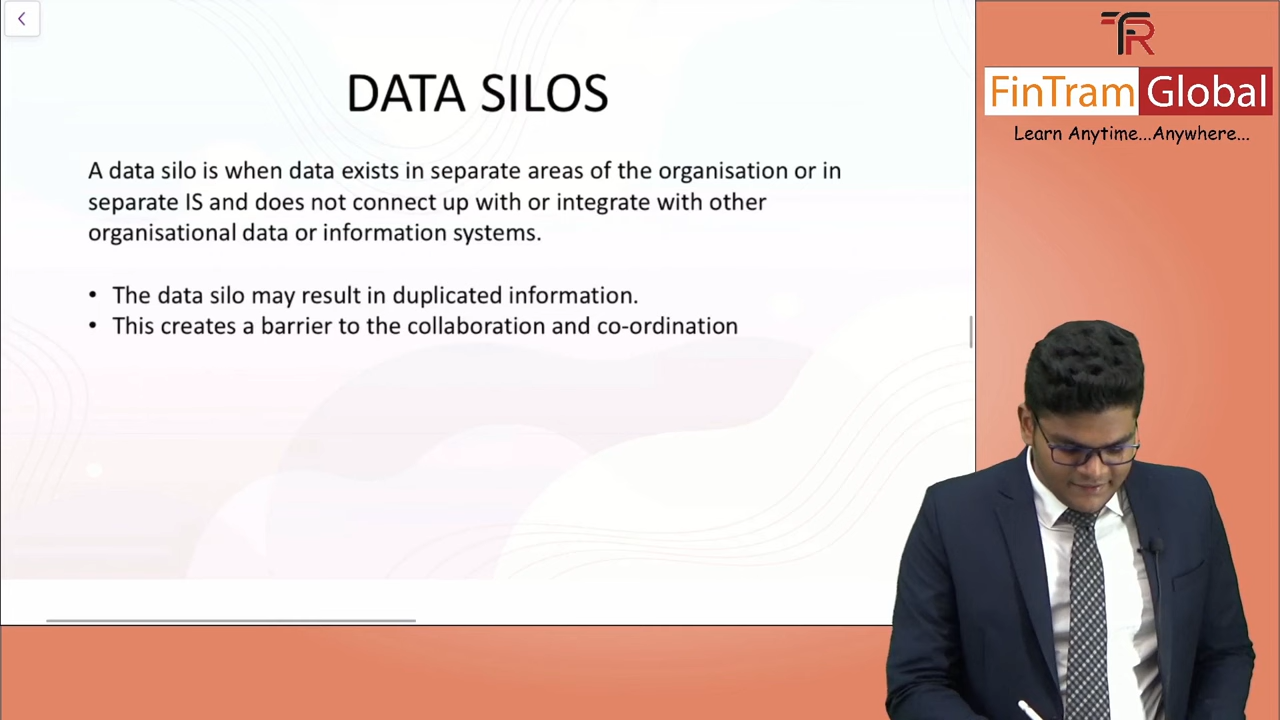 DATA SILOS
A data silo is when data exists in separate areas of the organisation or in
separate IS and does not connect up with or integrate with other
organisational data or information systems.
• The data silo may result in duplicated information.
• This creates a barrier to the collaboration and co-ordination
FinTram Global
Learn Anytime...Anywhere...